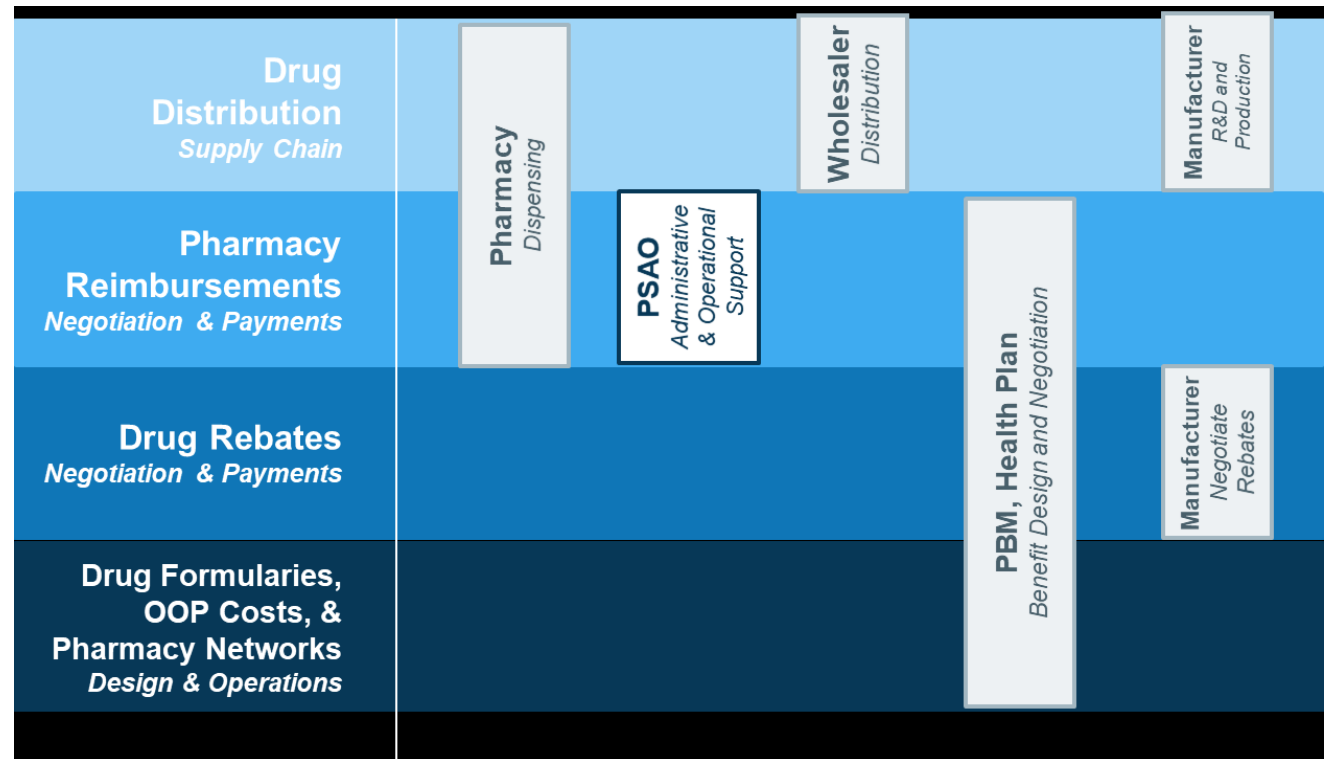 Drug
Distribution
Supply Chain
Pharmacy
Reimbursements
Negotiation & Payments
Drug Rebates
Negotiation & Payments
Drug Formularies,
OOP Costs, &
Pharmacy Networks
Design & Operations
Pharmacy
Dispensing
PSAO
Administrative
& Operational
Support
Wholesaler
Distribution
PBM, Health Plan
Benefit Design and Negotiation
Manufacturer
R&D and
Production
Manufacturer
Negotiate
Rebates